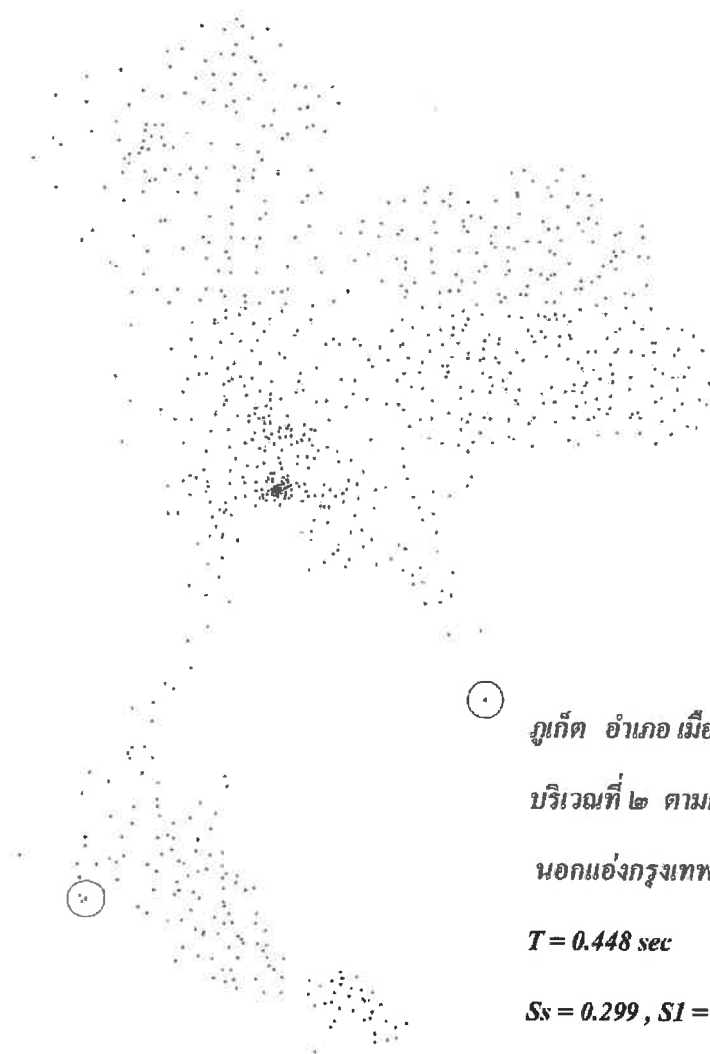 ภูเก็ต อำเภอ เมือ
บริเวณที่ ๒ ตาม
นอกแอ่งกรุงเทพ
T = 0.448 sec
Ss = 0.299 , S1 =